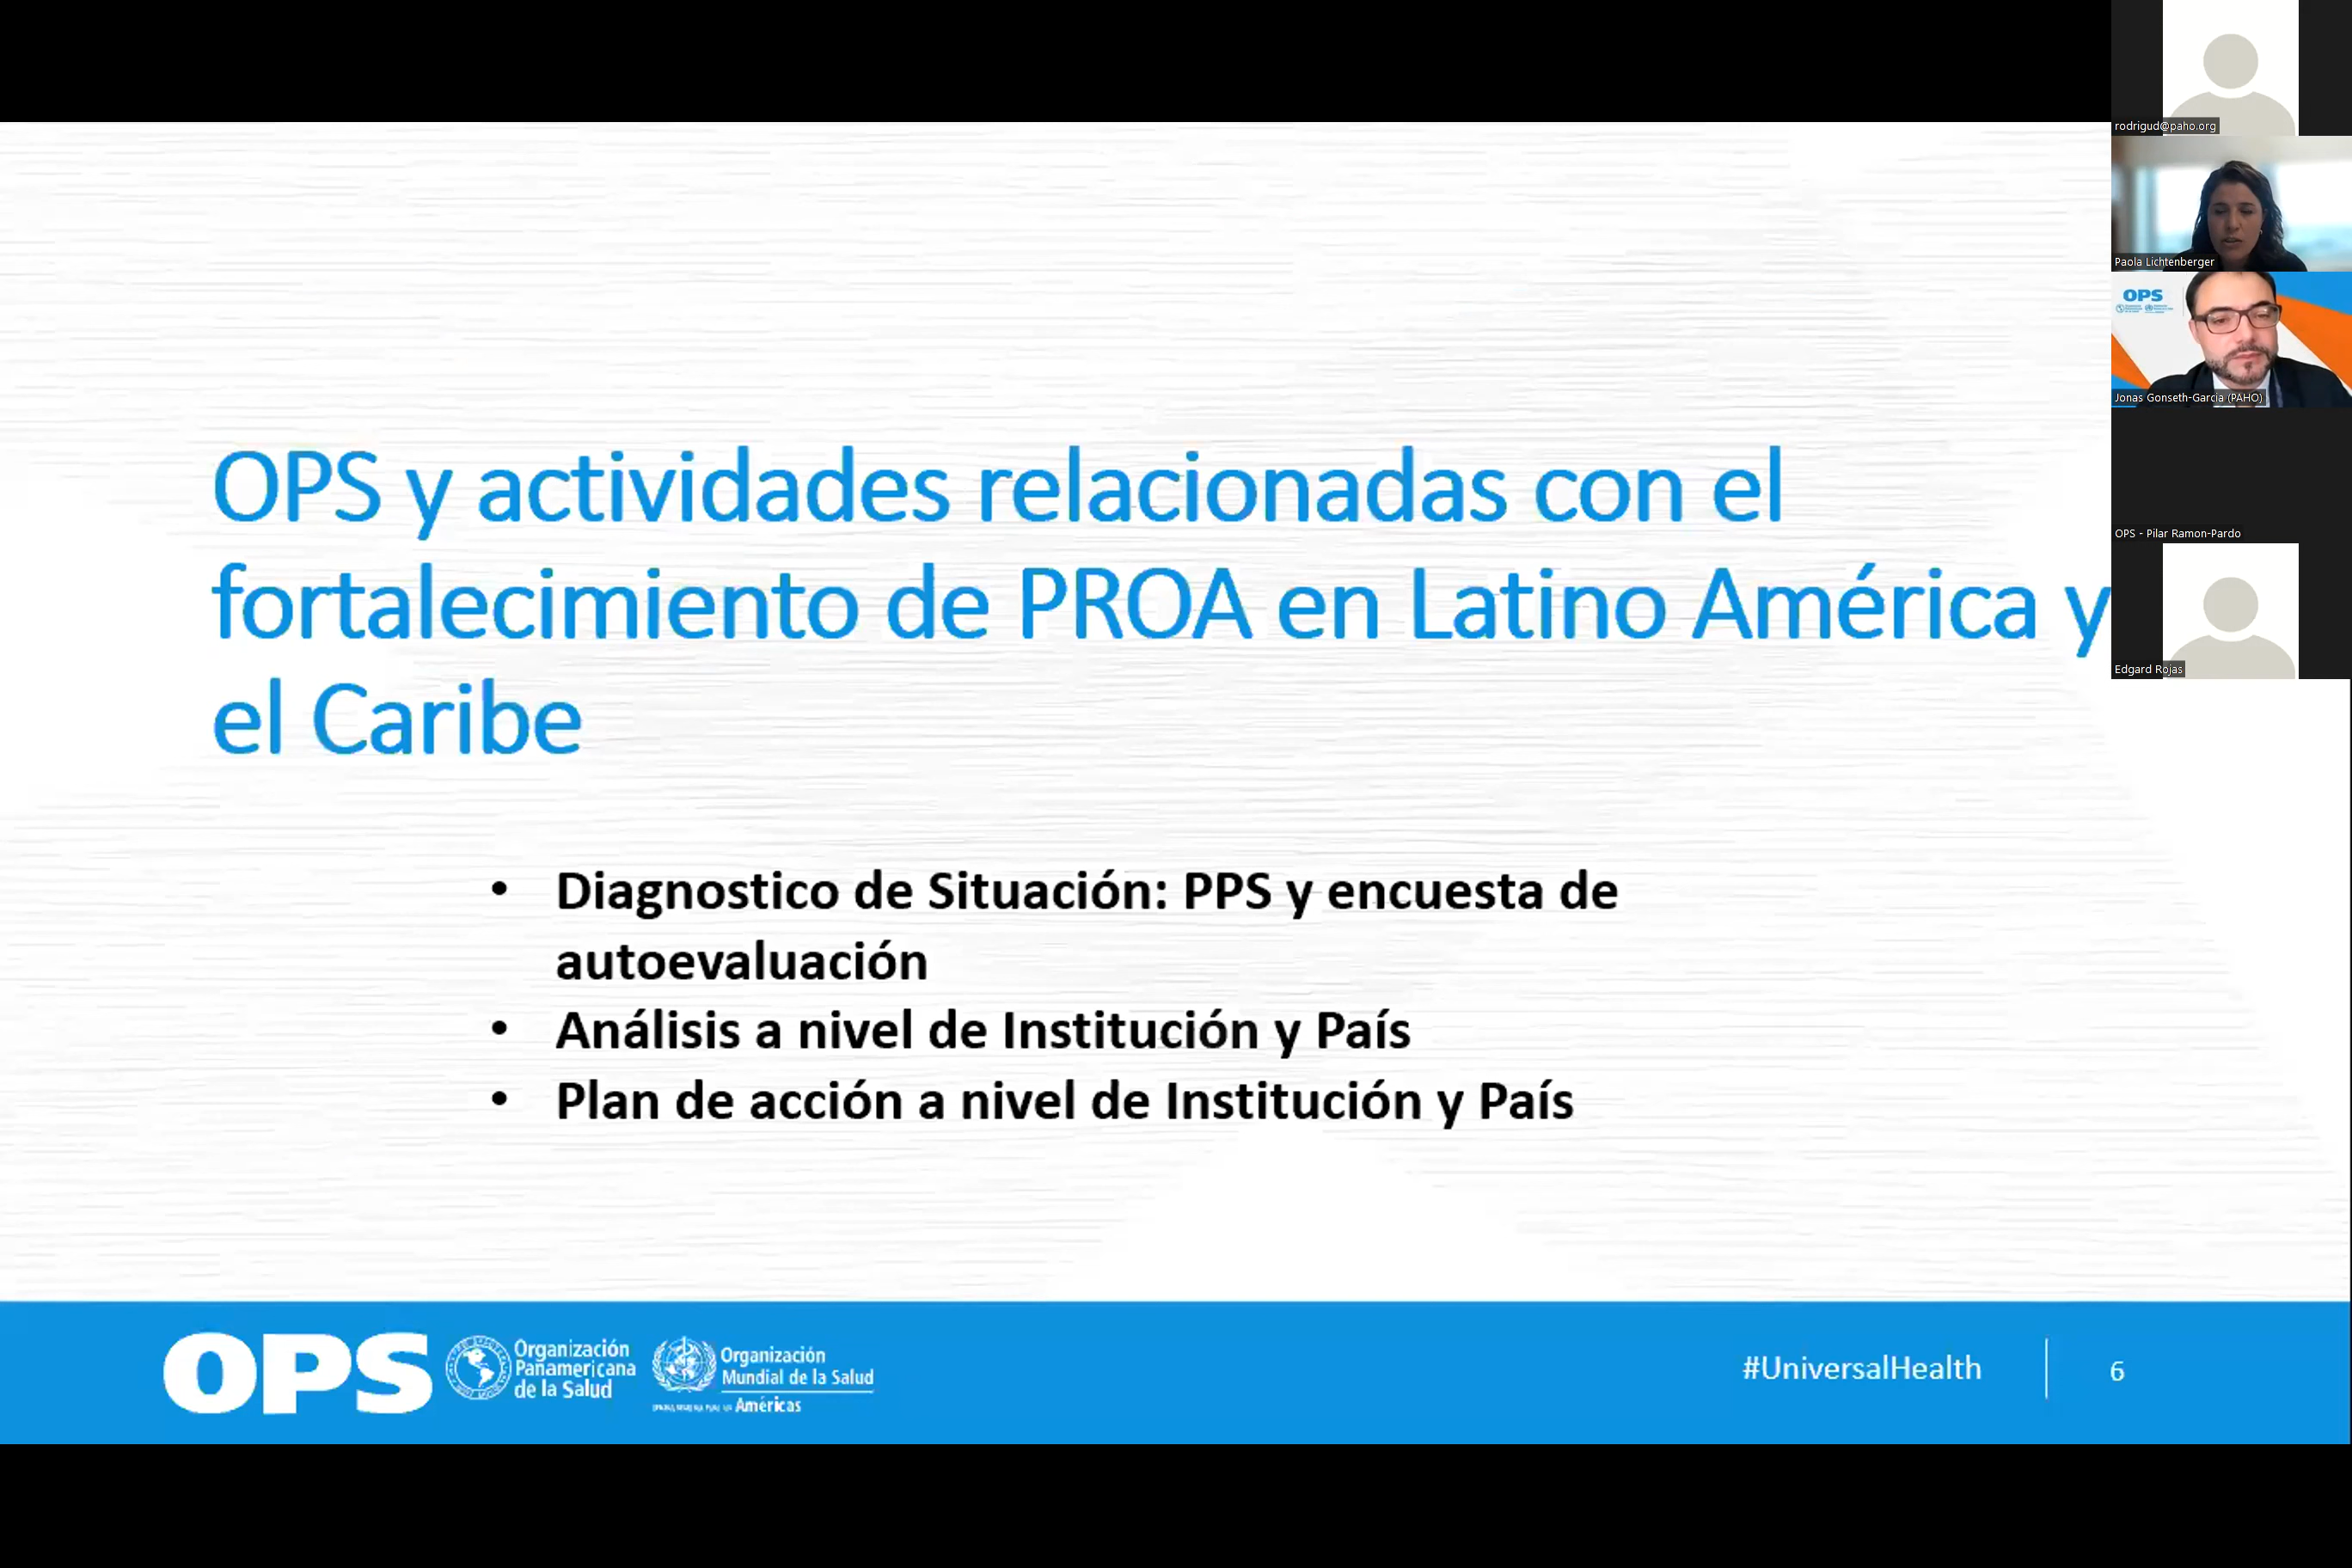 OPS y actividades relacionadas con el
fortalecimiento de PROA en Latino América y
el Caribe
• Diagnostico de Situación: PPS y encuesta de
autoevaluación
• Análisis a nivel de Institución y País
• Plan de acción a nivel de Institución y País
OPS
Organización
Panamericana
de la Salud
Organización
Mundial de la Salud
Américas
#UniversalHealth
6
rodrigud@paho.org
Paola Lichtenberger
OPS
Jonas Gonseth-Garcia (PAHO)
OPS - Pilar Ramon-Pardo
Edgard Rojas